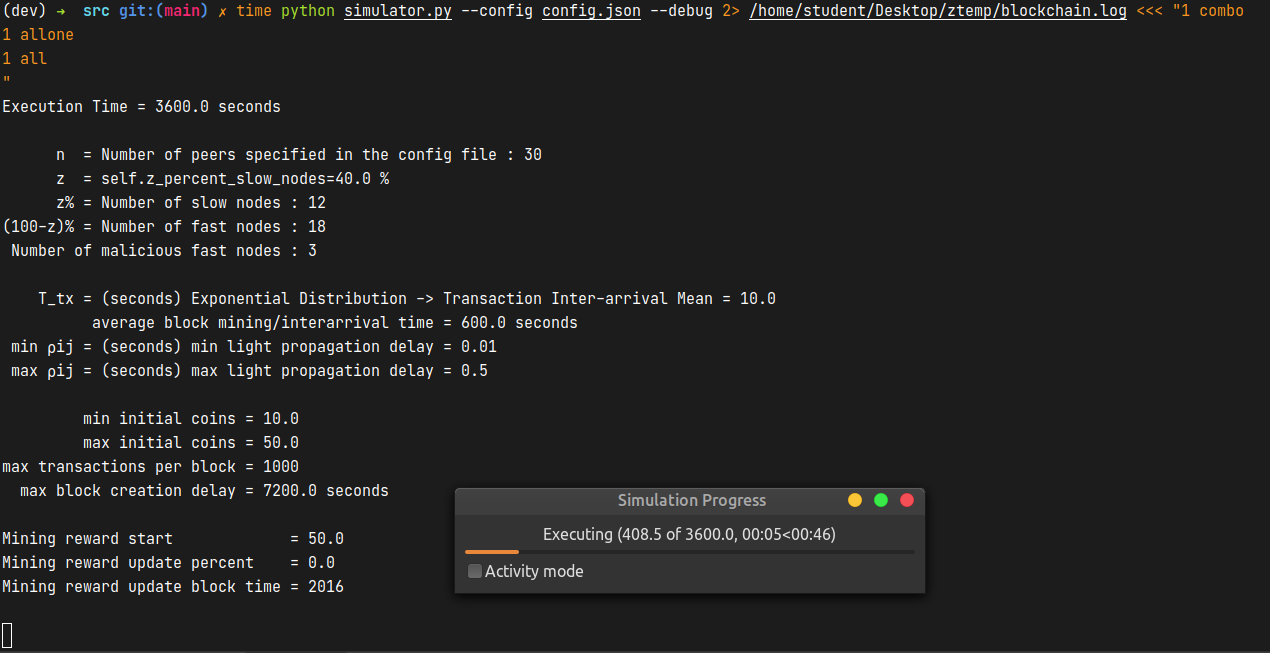 (dev) → src git:(main) ✗ time python simulator.py --config config.json --debug 2> /home/student/Desktop/ztemp/blockchain.log <<< "1 combo
1 allone
1 all
"
Execution Time = 3600.0 seconds
n = Number of peers specified in the config file : 30
z = self.z_percent_slow_nodes=40.0 %
z% = Number of slow nodes : 12
(100-z)% = Number of fast nodes : 18
Number of malicious fast nodes : 3
T_tx = (seconds) Exponential Distribution -> Transaction Inter-arrival Mean = 10.0
average block mining/interarrival time = 600.0 seconds
min ρij = (seconds) min light propagation delay = 0.01
max ρij = (seconds) max light propagation delay = 0.5
min initial coins = 10.0
max initial coins = 50.0
max transactions per block = 1000
max block creation delay = 7200.0 seconds
Mining reward start = 50.0
Mining reward update percent = 0.0
Mining reward update block time = 2016
Simulation Progress
Executing (408.5 of 3600.0, 00:05<00:46)
Activity mode